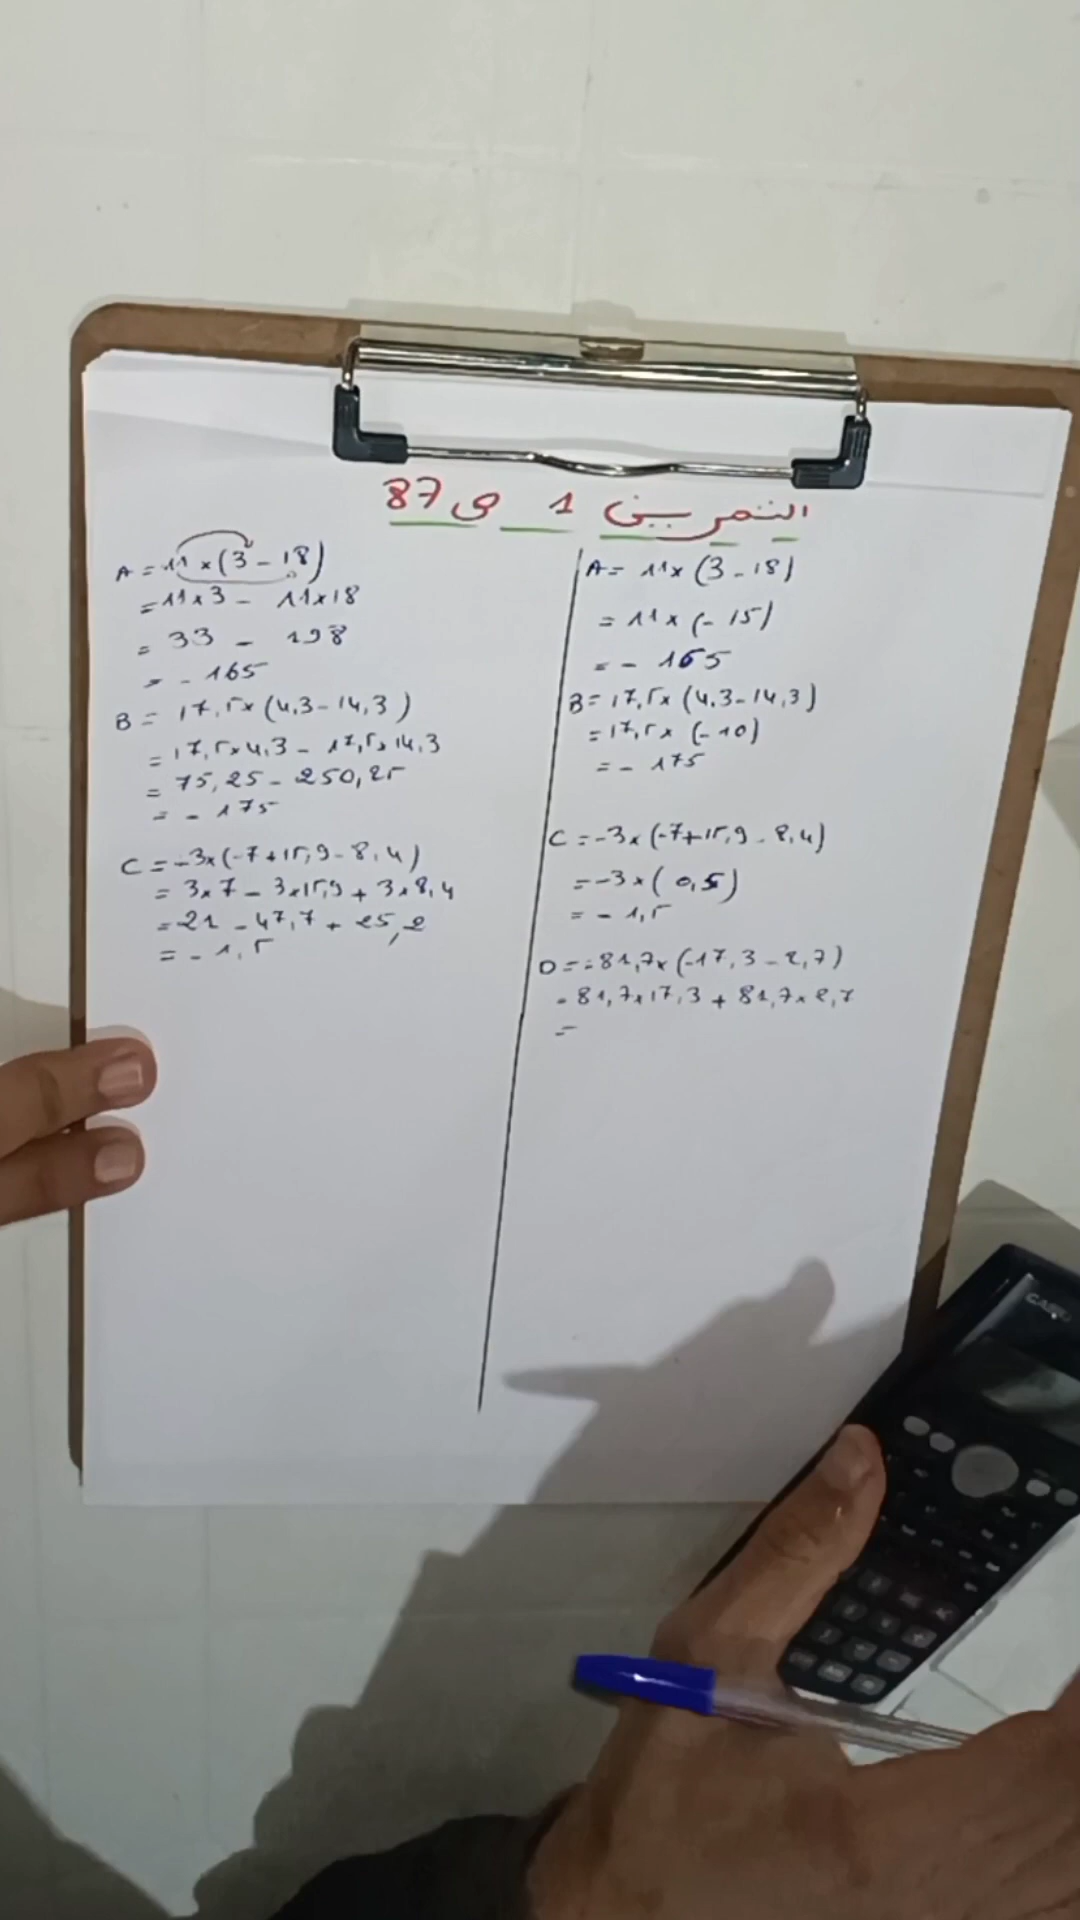 التمرين 1 ص 87
A = 11 × (3 - 18)
= 11 × 3 - 11 × 18
= 33 - 198
= - 165
B = 17,5 × (4,3 - 14,3)
= 17,5 × 4,3 - 17,5 × 14,3
= 75,25 - 250,25
= - 175
C = -3 × (-7 + 15,9 - 8,4)
= 3 × 7 - 3 × 15,9 + 3 × 8,4
= 21 - 47,7 + 25,2
= - 1,5
A = 11 × (3 - 18)
= 11 × (- 15)
= - 165
B = 17,5 × (4,3 - 14,3)
= 17,5 × (- 10)
= - 175
C = -3 × (-7 + 15,9 - 8,4)
= -3 × (0,5)
= - 1,5
D = -81,7 × (-17,3 - 2,7)
= 81,7 × 17,3 + 81,7 × 2,7
=
CASIO